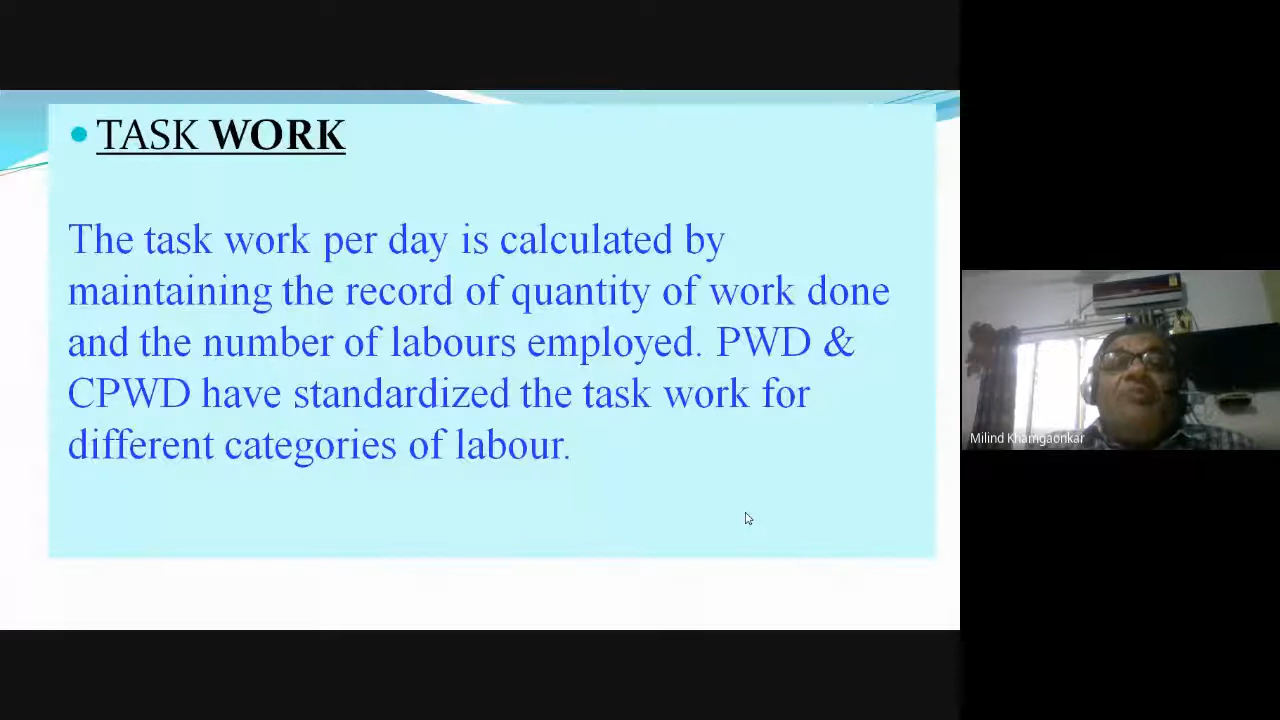 TASK WORK
The task work per day is calculated by
maintaining the record of quantity of work done
and the number of labours employed. PWD &
CPWD have standardized the task work for
different categories of labour.
Milind Khamgaonkar